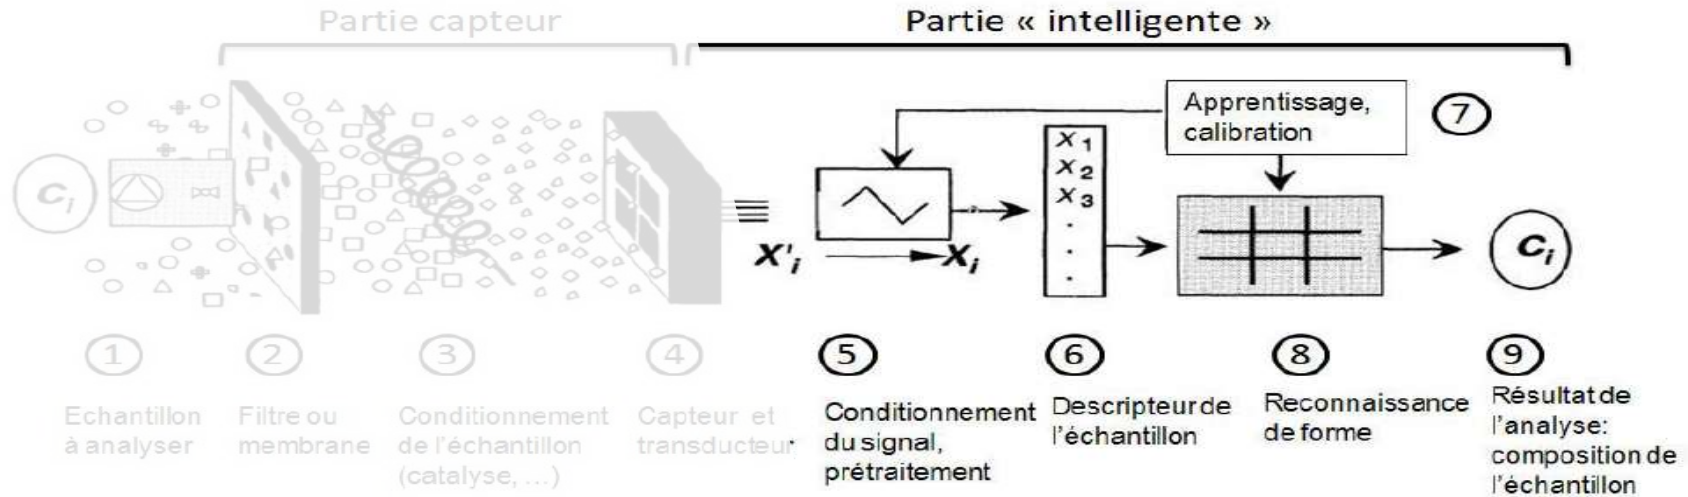 Partie capteur
Partie « intelligente »
Apprentissage,
calibration
7
x1
x2
x3
.
.
.
Ci
X'i
Xi
Ci
1
2
3
4
5
6
8
9
Echantillon
à analyser
Filtre ou
membrane
Conditionnement
de l'échantillon
(catalyse, ...)
Capteur et
transducteur
Conditionnement
du signal,
prétraitement
Descripteur de
l'échantillon
Reconnaissance
de forme
Résultat de
l'analyse:
composition de
l'échantillon